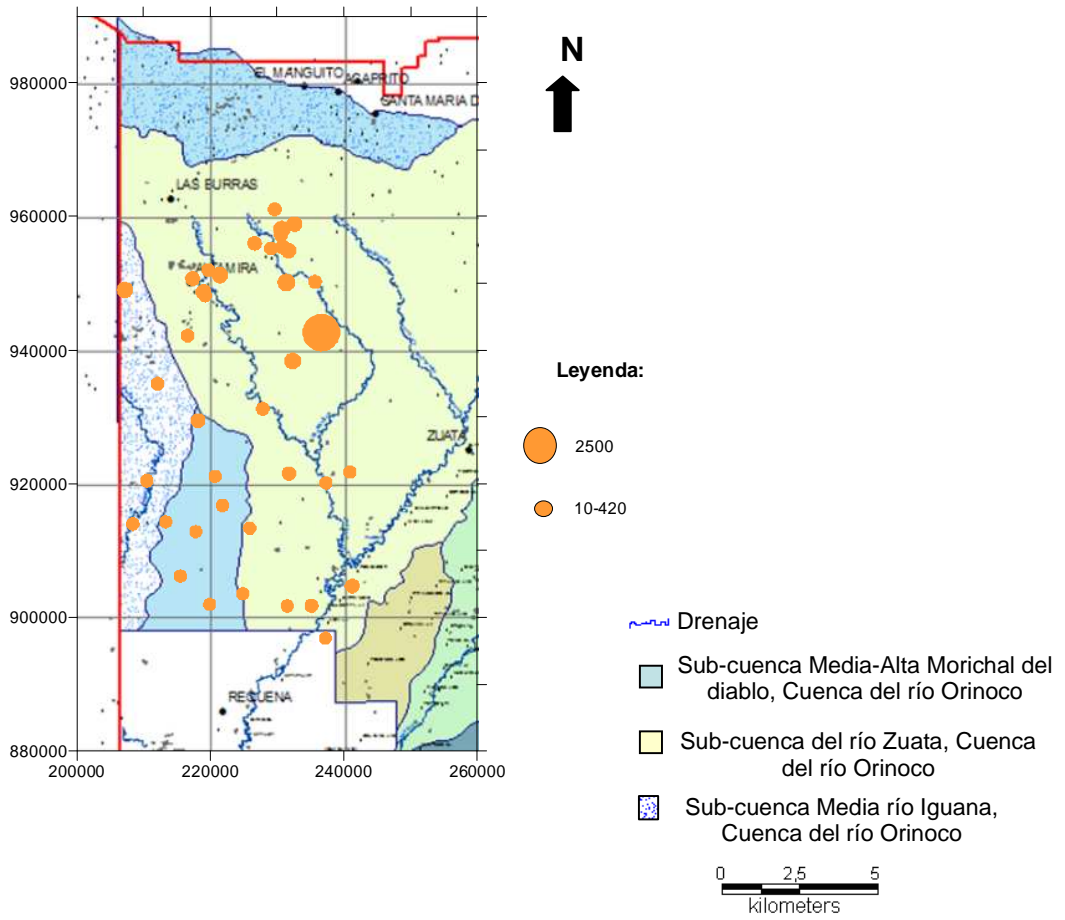 N
980000
EL MANGUITO
AGAPRITO
SANTA MARIA D
LAS BURRAS
960000
940000
Leyenda:
2500
ZUATA
10-420
920000
900000
Drenaje
Sub-cuenca Media-Alta Morichal del
diablo, Cuenca del río Orinoco
REQUENA
Sub-cuenca del río Zuata, Cuenca
del río Orinoco
880000
200000 220000 240000 260000
Sub-cuenca Media río Iguana,
Cuenca del río Orinoco
0 2,5 5
kilometers